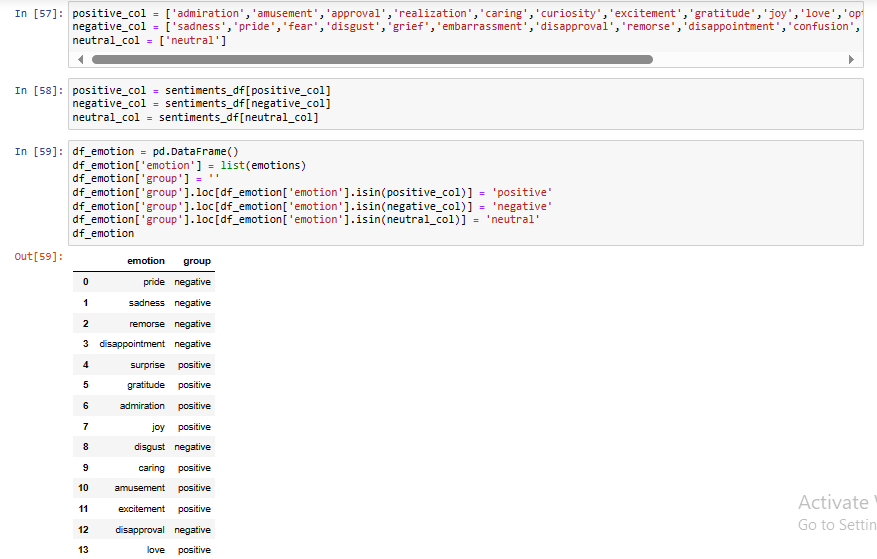 In [57]: positive_col = ['admiration','amusement','approval','realization','caring','curiosity','excitement','gratitude','joy','love','op
negative_col = ['sadness','pride','fear','disgust','grief','embarrassment','disapproval','remorse','disappointment','confusion',
neutral_col = ['neutral']
In [58]: positive_col = sentiments_df[positive_col]
negative_col = sentiments_df[negative_col]
neutral_col = sentiments_df[neutral_col]
In [59]: df_emotion = pd.DataFrame()
df_emotion['emotion'] = list(emotions)
df_emotion['group'] = ''
df_emotion['group'].loc[df_emotion['emotion'].isin(positive_col)] = 'positive'
df_emotion['group'].loc[df_emotion['emotion'].isin(negative_col)] = 'negative'
df_emotion['group'].loc[df_emotion['emotion'].isin(neutral_col)] = 'neutral'
df_emotion
Out[59]:
emotion group
0 pride negative
1 sadness negative
2 remorse negative
3 disappointment negative
4 surprise positive
5 gratitude positive
6 admiration positive
7 joy positive
8 disgust negative
9 caring positive
10 amusement positive
11 excitement positive
12 disapproval negative
13 love positive
Activate
Go to Settin